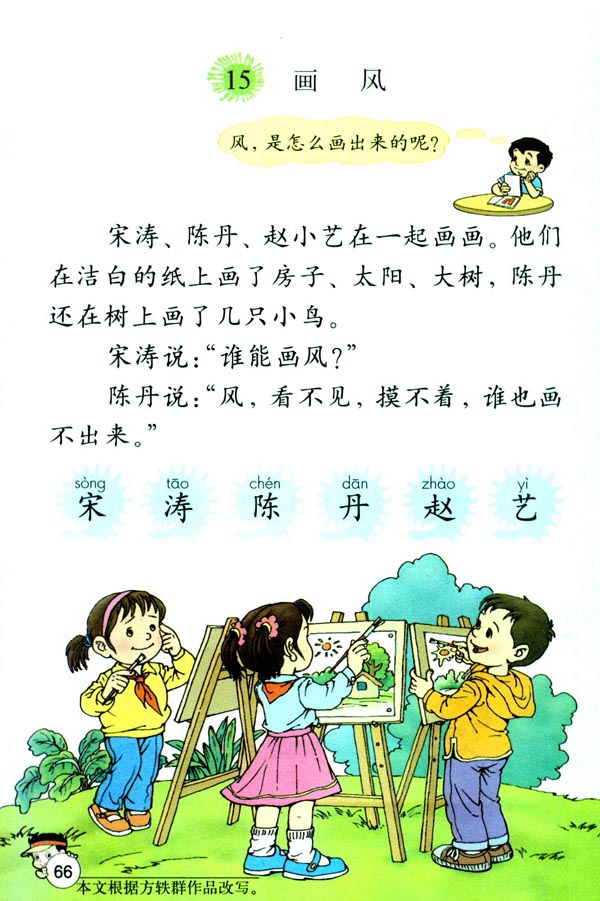 15 画 风
风，是怎么画出来的呢？
宋涛、陈丹、赵小艺在一起画画。他们
在洁白的纸上画了房子、太阳、大树，陈丹
还在树上画了几只小鸟。
宋涛说：“谁能画风？”
陈丹说：“风，看不见，摸不着，谁也画
不出来。”
sòng tāo chén dān zhào yì
宋 涛 陈 丹 赵 艺
66 本文根据方轶群作品改写。